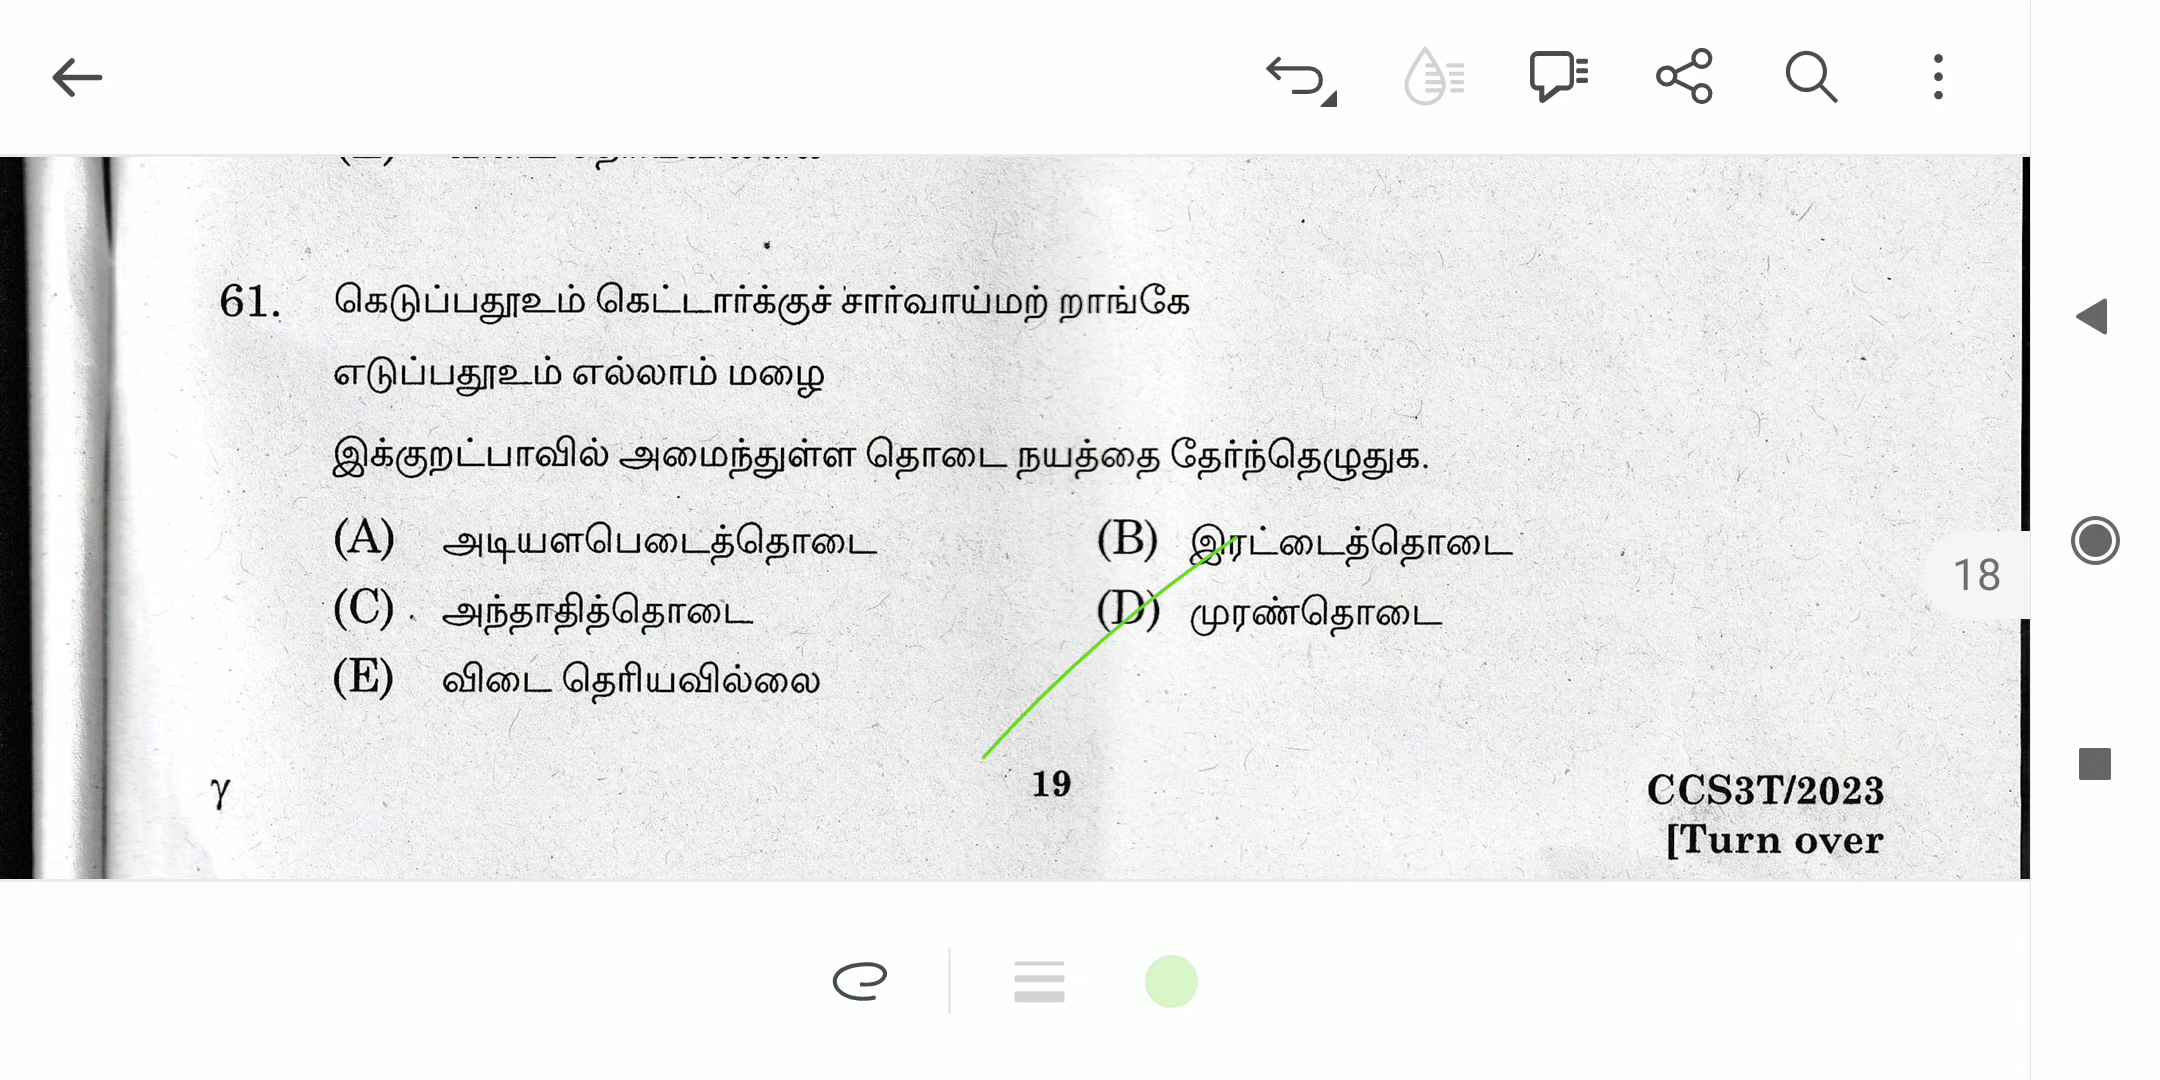 61. கெடுப்பதூஉம் கெட்டார்க்குச் சார்வாய்மற் றாங்கே
எடுப்பதூஉம் எல்லாம் மழை
இக்குறட்பாவில் அமைந்துள்ள தொடை நயத்தை தேர்ந்தெழுதுக.
(A) அடியளபெடைத்தொடை (B) இரட்டைத்தொடை
(C) அந்தாதித்தொடை (D) முரண்தொடை
(E) விடை தெரியவில்லை
18
γ 19 CCS3T/2023
[Turn over